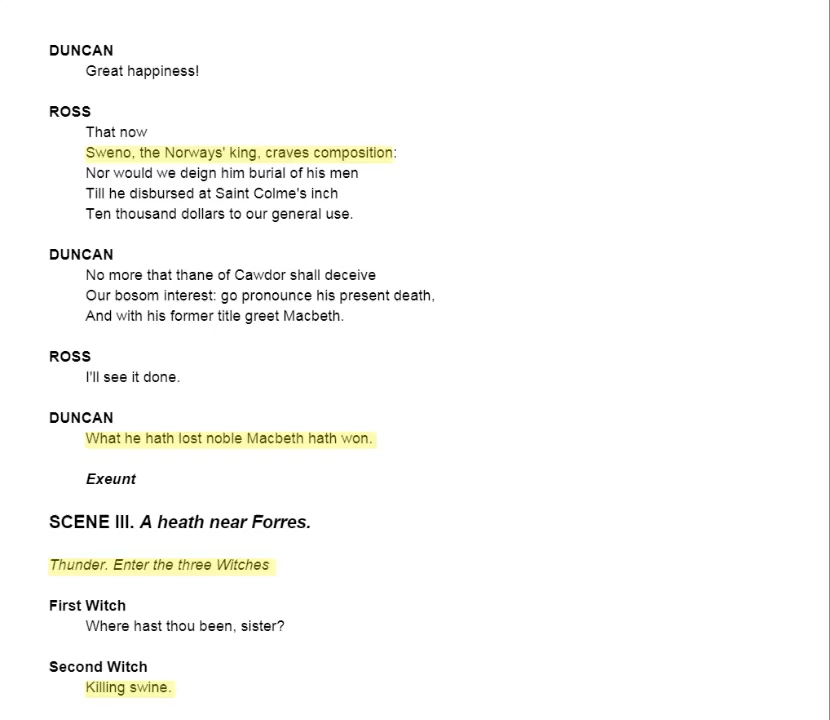 DUNCAN
Great happiness!
ROSS
That now
Sweno, the Norways' king, craves composition:
Nor would we deign him burial of his men
Till he disbursed at Saint Colme's inch
Ten thousand dollars to our general use.
DUNCAN
No more that thane of Cawdor shall deceive
Our bosom interest: go pronounce his present death,
And with his former title greet Macbeth.
ROSS
I'll see it done.
DUNCAN
What he hath lost noble Macbeth hath won.
Exeunt
SCENE III. A heath near Forres.
Thunder. Enter the three Witches
First Witch
Where hast thou been, sister?
Second Witch
Killing swine.